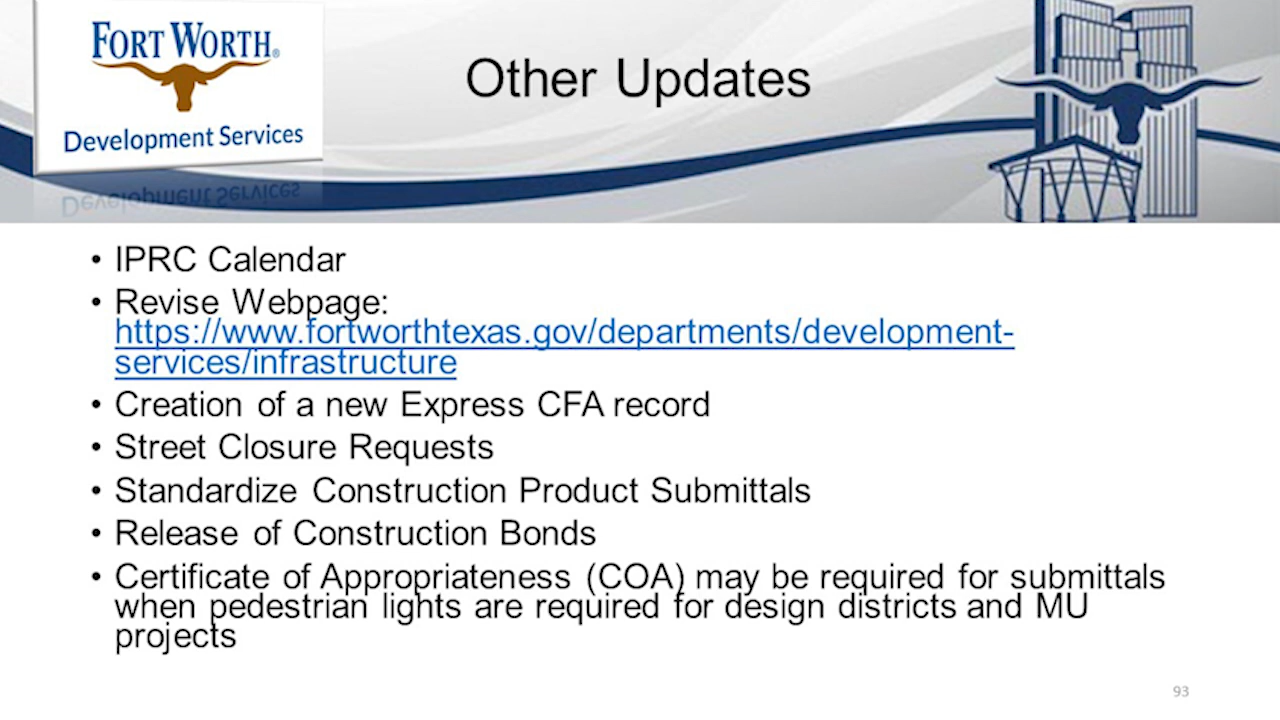 FORT WORTH®
Development Services
Other Updates
• IPRC Calendar
• Revise Webpage:
https://www.fortworthtexas.gov/departments/development-
services/infrastructure
• Creation of a new Express CFA record
• Street Closure Requests
• Standardize Construction Product Submittals
• Release of Construction Bonds
• Certificate of Appropriateness (COA) may be required for submittals
when pedestrian lights are required for design districts and MU
projects
93